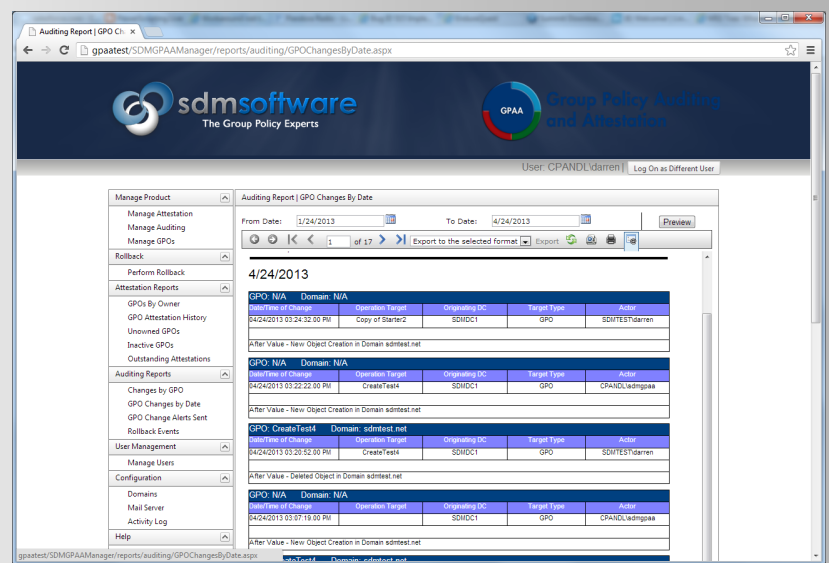 Auditing Report | GPO Ch
gpaatest/SDMGPAAManager/reports/auditing/GPOChangesByDate.aspx
sdmsoftware
The Group Policy Experts
GPAA
Group Policy Auditing
and Attestation
User: CPANDL\darren |
Log On as Different User
Manage Product
Manage Attestation
Manage Auditing
Manage GPOs
Rollback
Perform Rollback
Attestation Reports
GPOs By Owner
GPO Attestation History
Unowned GPOs
Inactive GPOs
Outstanding Attestations
Auditing Reports
Changes by GPO
GPO Changes by Date
GPO Change Alerts Sent
Rollback Events
User Management
Manage Users
Configuration
Domains
Mail Server
Activity Log
Help
Auditing Report | GPO Changes By Date
From Date: 1/24/2013 To Date: 4/24/2013 Preview
1 of 17 Export to the selected format Export
4/24/2013
GPO: N/A Domain: N/A
Date/Time of Change Operation Target Originating DC Target Type Actor
04/24/2013 03:24:32.00 PM Copy of Starter2 SDMDC1 GPO SDMTEST\darren
After Value - New Object Creation in Domain sdmtest.net
GPO: N/A Domain: N/A
Date/Time of Change Operation Target Originating DC Target Type Actor
04/24/2013 03:22:22.00 PM CreateTest4 SDMDC1 GPO CPANDL\admgpaa
After Value - New Object Creation in Domain sdmtest.net
GPO: CreateTest4 Domain: sdmtest.net
Date/Time of Change Operation Target Originating DC Target Type Actor
04/24/2013 03:20:52.00 PM CreateTest4 SDMDC1 GPO SDMTEST\darren
After Value - Deleted Object in Domain sdmtest.net
GPO: N/A Domain: N/A
Date/Time of Change Operation Target Originating DC Target Type Actor
04/24/2013 03:07:19.00 PM SDMDC1 GPO CPANDL\admgpaa
After Value - New Object Creation in Domain sdmtest.net
gpaatest/SDMGPAAManager/reports/auditing/GPOChangesByDate.aspx